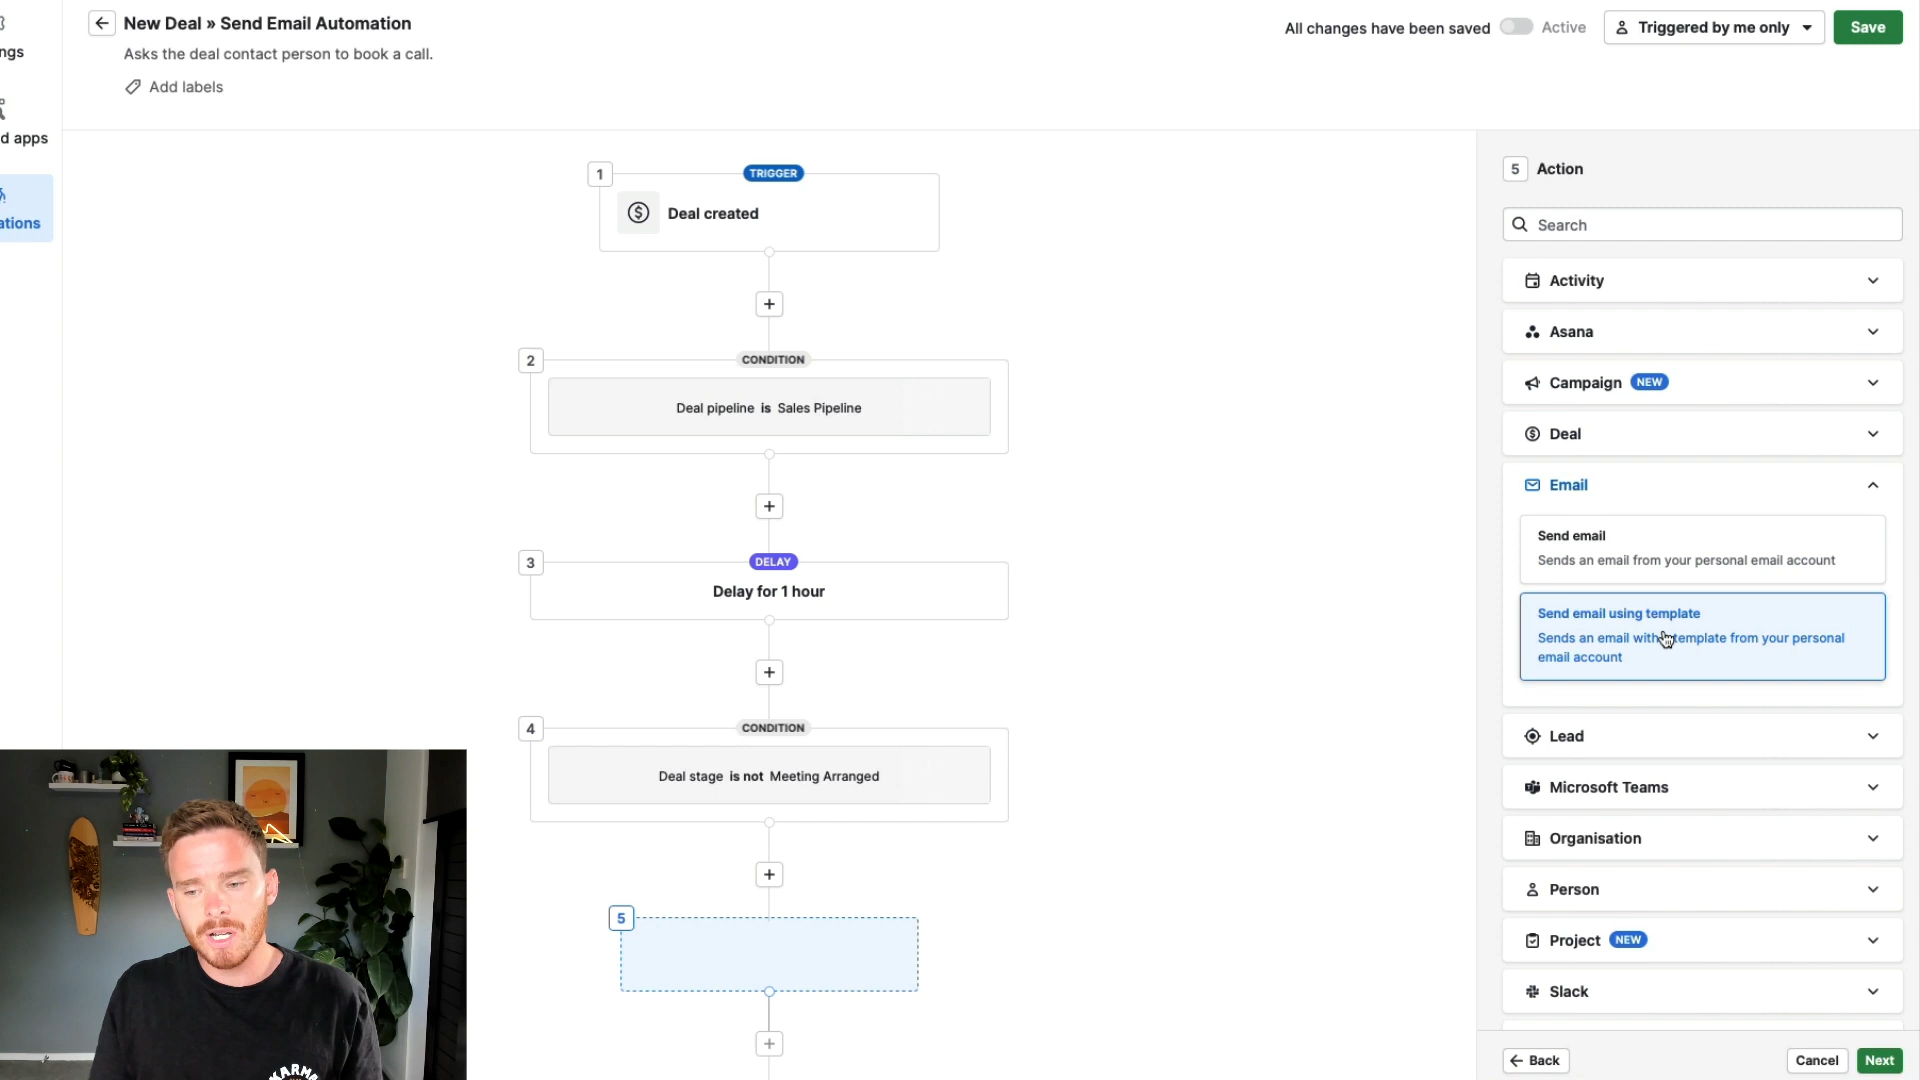 ngs
d apps
ations
New Deal » Send Email Automation
Asks the deal contact person to book a call.
Add labels
All changes have been saved
Active
Triggered by me only
Save
1
TRIGGER
Deal created
2
CONDITION
Deal pipeline is Sales Pipeline
3
DELAY
Delay for 1 hour
4
CONDITION
Deal stage is not Meeting Arranged
5
5 Action
Search
Activity
Asana
Campaign NEW
Deal
Email
Send email
Sends an email from your personal email account
Send email using template
Sends an email with template from your personal
email account
Lead
Microsoft Teams
Organisation
Person
Project NEW
Slack
Back
Cancel
Next
KARMA